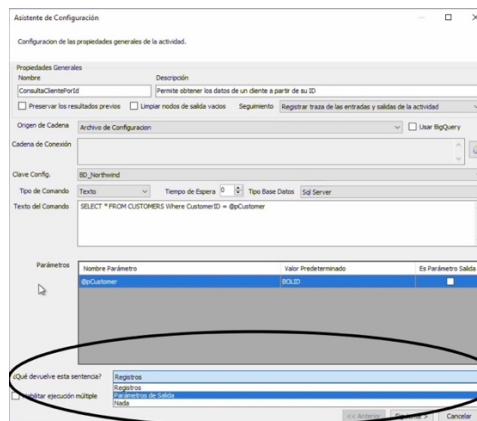 Asistente de Configuración
Configuracion de las propiedades generales de la actividad.
Propiedades Generales
Nombre Descripción
ConsultaClientePorId Permite obtener los datos de un cliente a partir de su ID
Preservar los resultados previos Limpiar nodos de salida vacios Seguimiento Registrar traza de las entradas y salidas de la actividad
Origen de Cadena Archivo de Configuracion Usar BigQuery
Cadena de Conexión
Clave Config. BD_Northwind
Tipo de Comando Texto Tiempo de Espera 0 Tipo Base Datos Sql Server
Texto del Comando SELECT * FROM CUSTOMERS Where CustomerID = @pCustomer
Parámetros Nombre Parámetro Valor Predeterminado Es Parámetro Salida
@pCustomer BOLID
¿Qué devuelve esta sentencia? Registros
Registros
Habilitar ejecución múltiple Parámetros de Salida
Nada
<< Anterior Siguiente > Cancelar